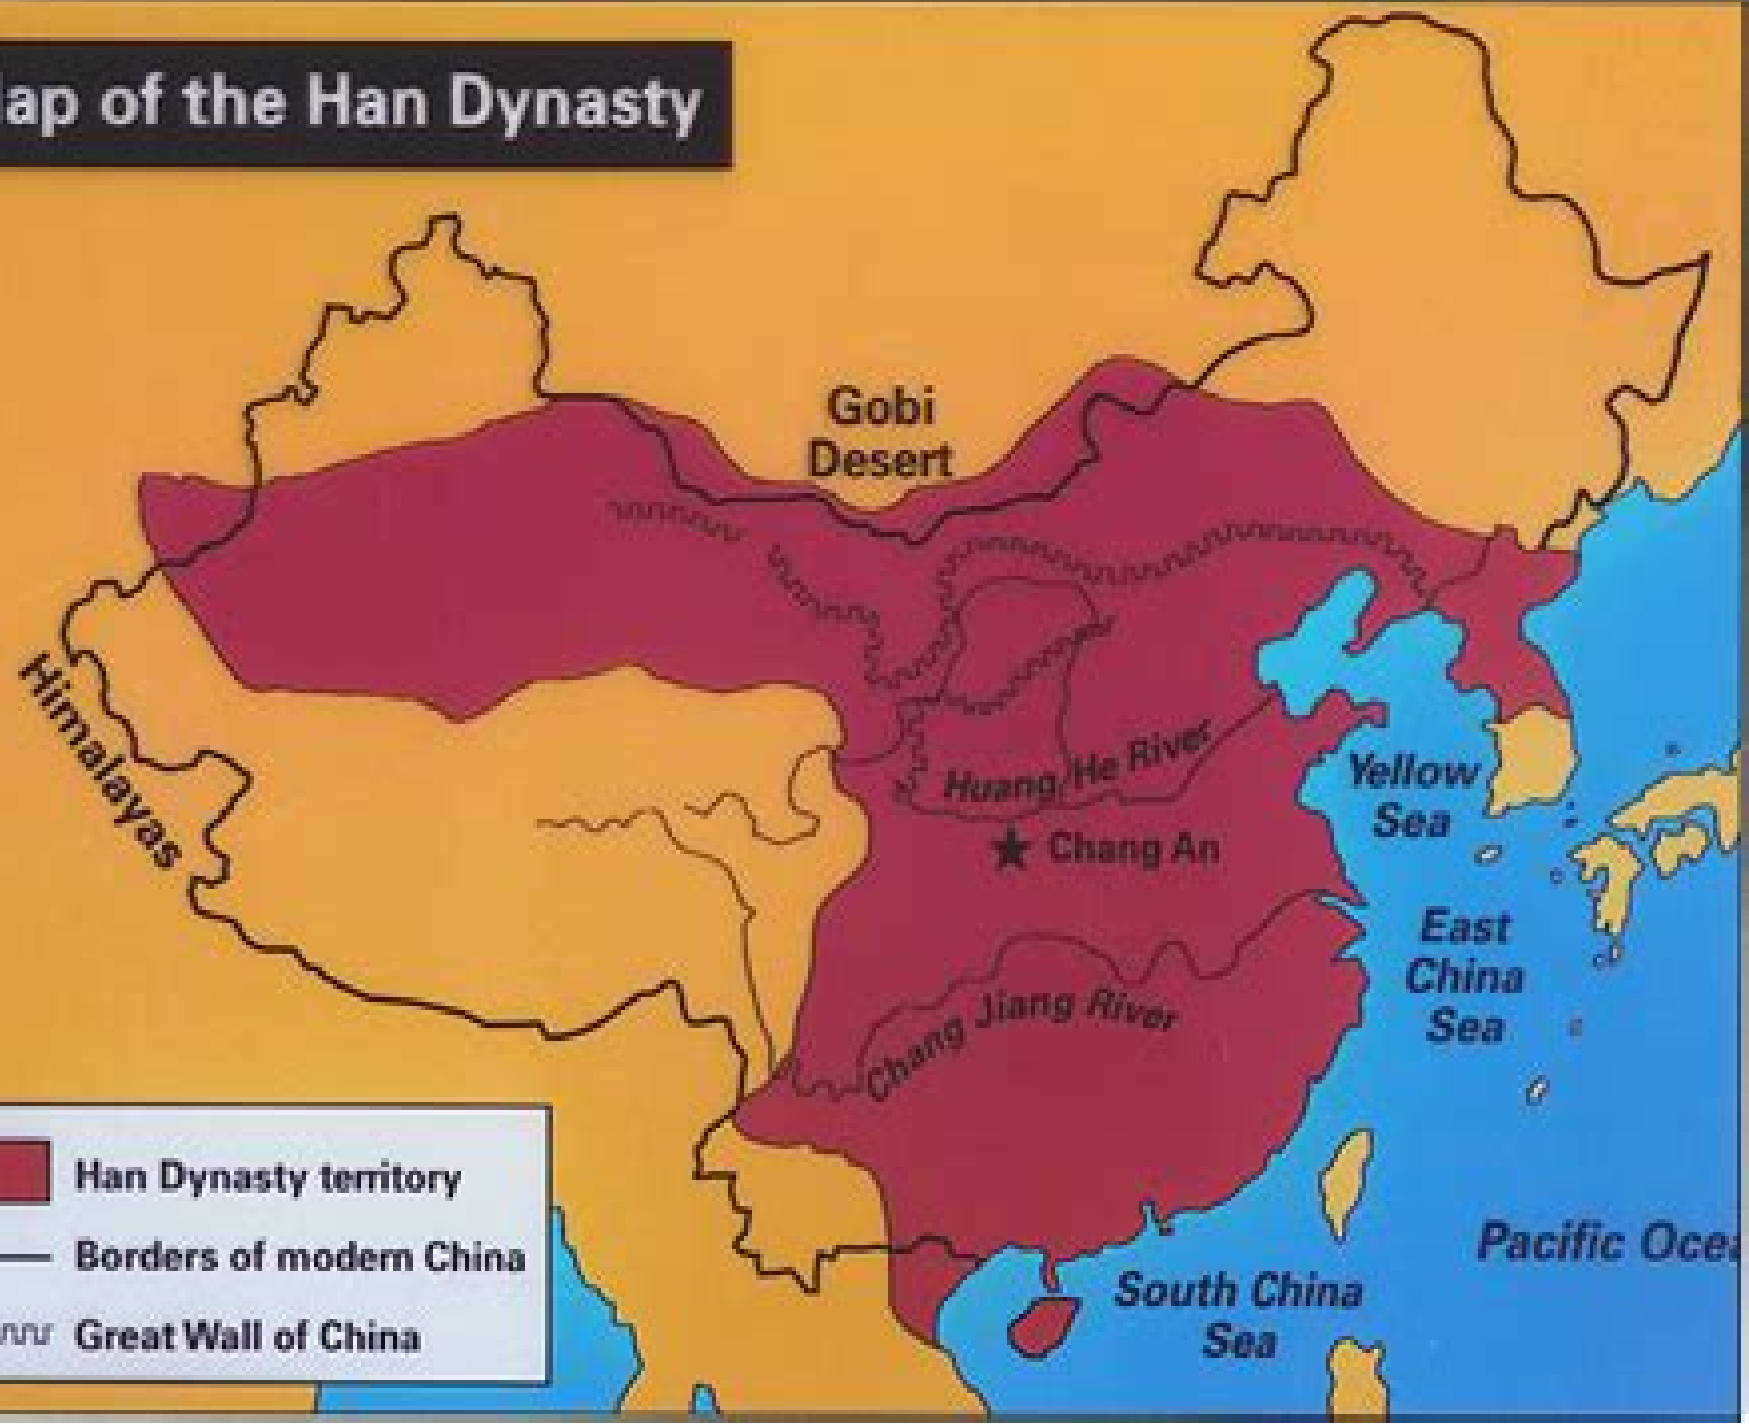 ap of the Han Dynasty
Gobi
Desert
Himalayas
Huang He River
Yellow
Sea
Chang An
East
China
Sea
Chang Jiang River
Han Dynasty territory
Borders of modern China
Great Wall of China
Pacific Ocea
South China
Sea